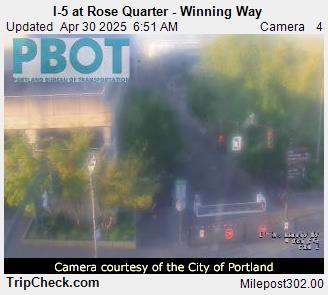 I-5 at Rose Quarter - Winning Way
Updated Apr 30 2025 6:51 AM Camera 4
PBOT
PORTLAND BUREAU OF TRANSPORTATION
Camera courtesy of the City of Portland
TripCheck.com Milepost302.00